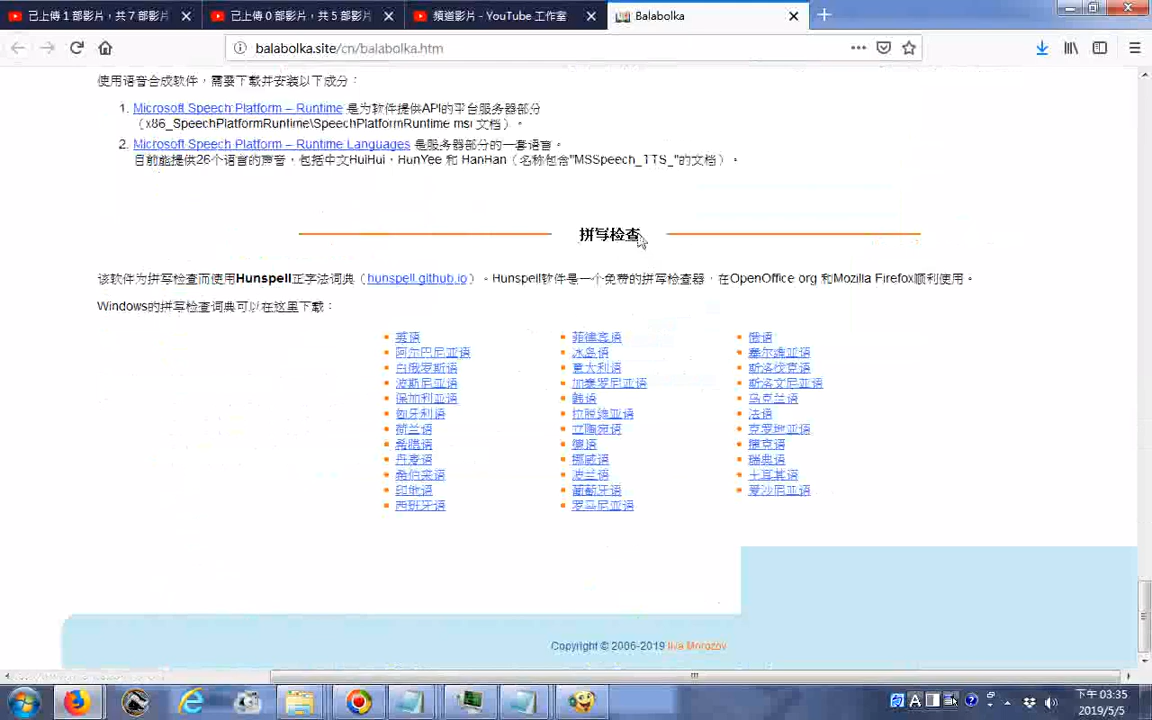 已上傳 1 部影片，共 7 部影片
已上傳 0 部影片，共 5 部影片
頻道影片 - YouTube 工作室
Balabolka
balabolka.site/cn/balabolka.htm
使用语音合成软件，需要下载并安装以下成分：
1. Microsoft Speech Platform – Runtime 是为软件提供API的平台服务器部分
（x86_SpeechPlatformRuntime\SpeechPlatformRuntime msi 文档）。
2. Microsoft Speech Platform – Runtime Languages 是服务器部分的一套语言。
目前能提供26个语言的声音，包括中文HuiHui，HunYee 和 HanHan（名称包含"MSSpeech_TTS_"的文档）。
拼写检查
该软件为拼写检查而使用Hunspell正字法词典（hunspell.github.io）。Hunspell软件是一个免费的拼写检查器，在OpenOffice org 和Mozilla Firefox顺利使用。
Windows的拼写检查词典可以在这里下载：
英语
阿尔巴尼亚语
白俄罗斯语
波斯尼亚语
保加利亚语
匈牙利语
荷兰语
希腊语
丹麦语
希伯来语
印地语
西班牙语
菲律宾语
冰岛语
意大利语
加泰罗尼亚语
韩语
拉脱维亚语
立陶宛语
德语
挪威语
波兰语
葡萄牙语
罗马尼亚语
俄语
塞尔维亚语
斯洛伐克语
斯洛文尼亚语
乌克兰语
法语
克罗地亚语
捷克语
瑞典语
土耳其语
爱沙尼亚语
Copyright © 2006-2019 Ilya Morozov
下午 03:35
2019/5/5